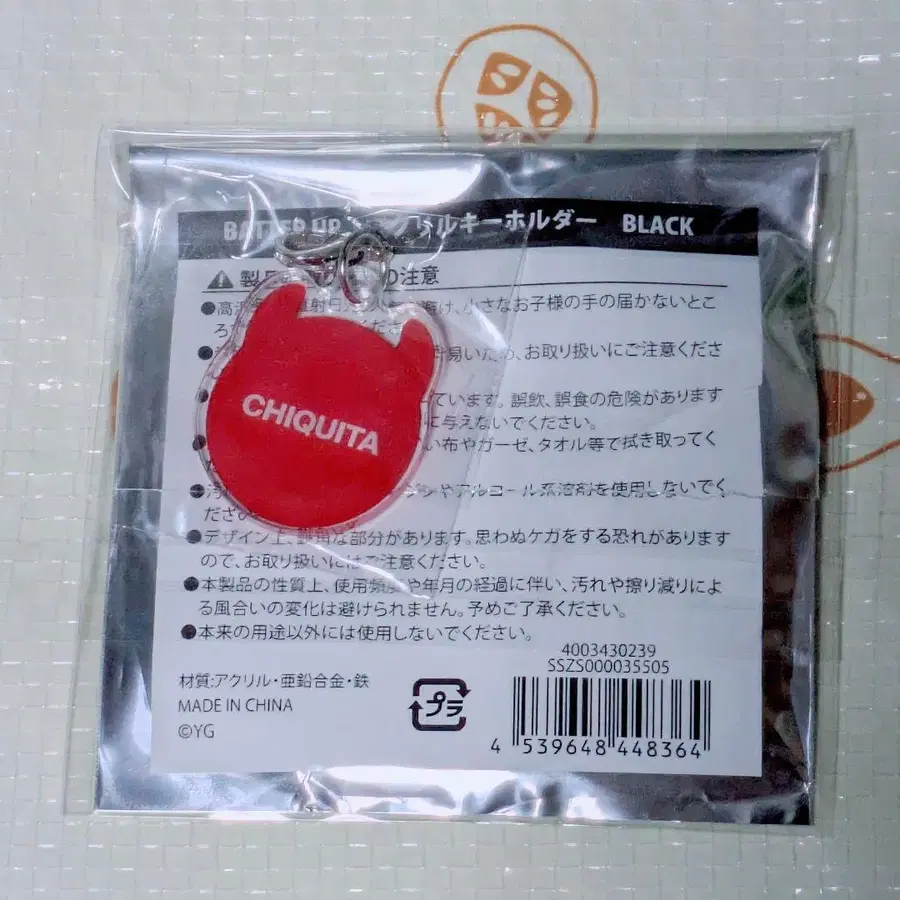 BATTER UP アクリルキーホルダー BLACK
の注意
け、小さなお子様の手の届かないとこ
易いため、お取り扱いにご注意くださ
ています。誤飲、誤食の危険があります
に与えないでください。
い布やガーゼ、タオル等で拭き取ってく
やアルコール系溶剤を使用しないでく
ださい
●デザイン上、鋭角な部分があります。思わぬケガをする恐れがあります
ので、お取り扱いにはご注意ください。
●本製品の性質上、使用頻度や年月の経過に伴い、汚れや擦り減りによ
る風合いの変化は避けられません。予めご了承ください。
●本来の用途以外には使用しないでください。
CHIQUITA
材質:アクリル・亜鉛合金・鉄
MADE IN CHINA
©YG
プラ
4003430239
SSZS000035505
4 539648 448364